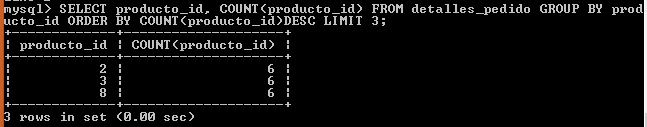 mysql> SELECT producto_id, COUNT(producto_id) FROM detalles_pedido GROUP BY prod
ucto_id ORDER BY COUNT(producto_id)DESC LIMIT 3;
+-------------+--------------------+
| producto_id | COUNT(producto_id) |
+-------------+--------------------+
|           2 |                  6 |
|           3 |                  6 |
|           8 |                  6 |
+-------------+--------------------+
3 rows in set (0.00 sec)